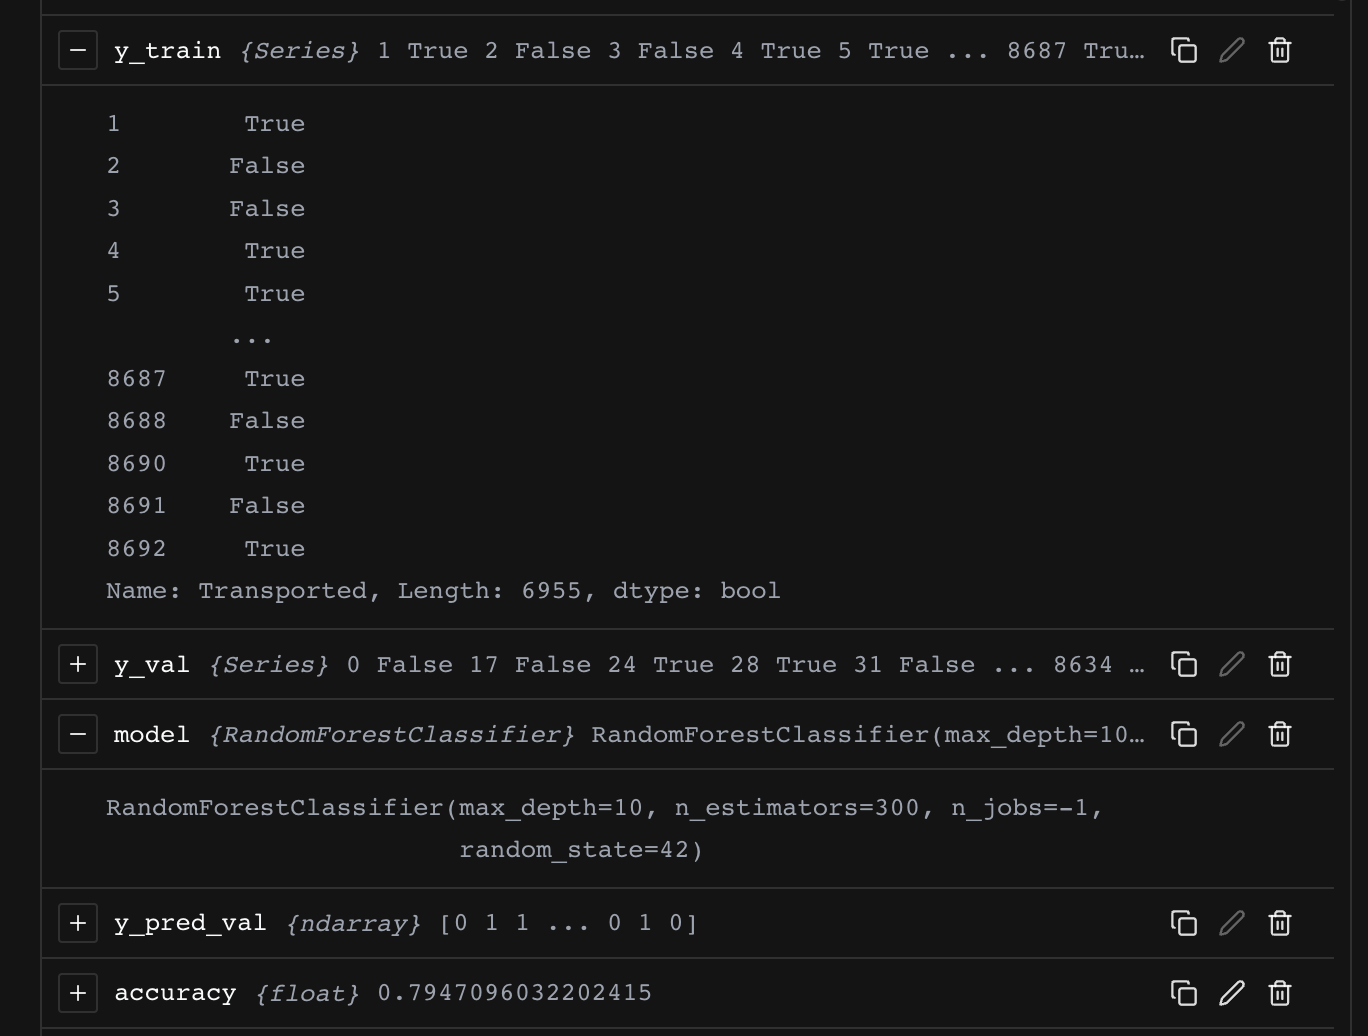 y_train {Series} 1 True 2 False 3 False 4 True 5 True ... 8687 Tru…
1 True
2 False
3 False
4 True
5 True
...
8687 True
8688 False
8690 True
8691 False
8692 True
Name: Transported, Length: 6955, dtype: bool
y_val {Series} 0 False 17 False 24 True 28 True 31 False ... 8634 …
model {RandomForestClassifier} RandomForestClassifier(max_depth=10…
RandomForestClassifier(max_depth=10, n_estimators=300, n_jobs=-1,
random_state=42)
y_pred_val {ndarray} [0 1 1 ... 0 1 0]
accuracy {float} 0.7947096032202415